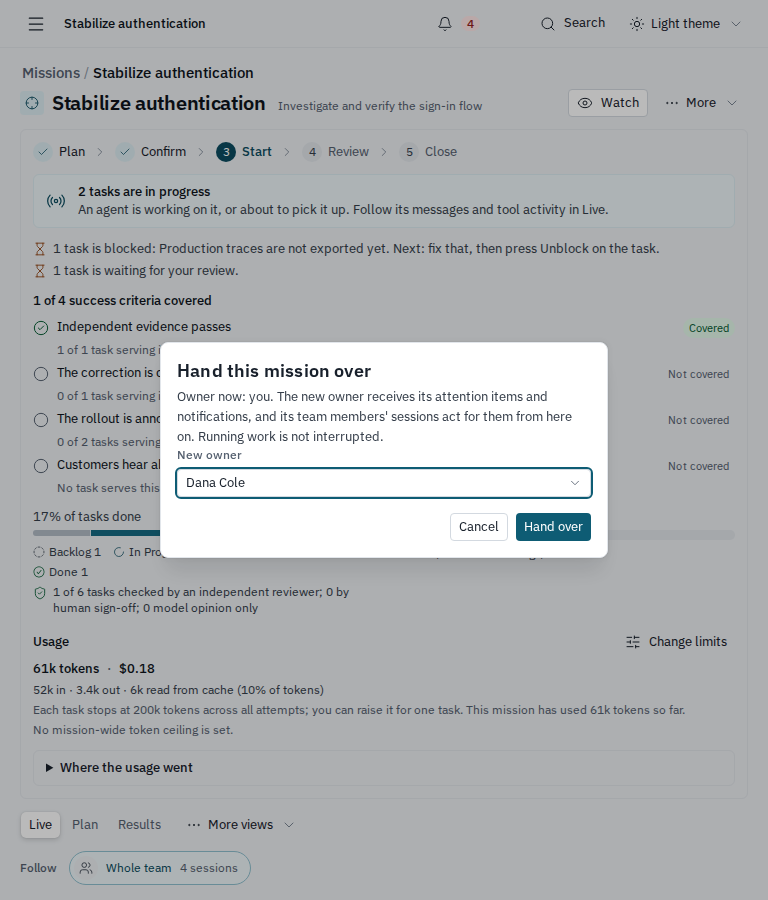 Stabilize authentication
4
Search
Light theme
Missions / Stabilize authentication
Stabilize authentication
Investigate and verify the sign-in flow
Watch
More
Plan
Confirm
3 Start
4 Review
5 Close
2 tasks are in progress
An agent is working on it, or about to pick it up. Follow its messages and tool activity in Live.
1 task is blocked: Production traces are not exported yet. Next: fix that, then press Unblock on the task.
1 task is waiting for your review.
1 of 4 success criteria covered
Independent evidence passes
Covered
1 of 1 task serving
The correction is
Not covered
0 of 1 task serving
The rollout is
Not covered
0 of 2 tasks serving
Customers hear
Not covered
No task serves this
Hand this mission over
Owner now: you. The new owner receives its attention items and
notifications, and its team members' sessions act for them from here
on. Running work is not interrupted.
New owner
Dana Cole
Cancel
Hand over
17% of tasks done
Backlog 1
In
Done 1
1 of 6 tasks checked by an independent reviewer; 0 by
human sign-off; 0 model opinion only
Usage
Change limits
61k tokens · $0.18
52k in · 3.4k out · 6k read from cache (10% of tokens)
Each task stops at 200k tokens across all attempts; you can raise it for one task. This mission has used 61k tokens so far.
No mission-wide token ceiling is set.
Where the usage went
Live
Plan
Results
More views
Follow
Whole team 4 sessions